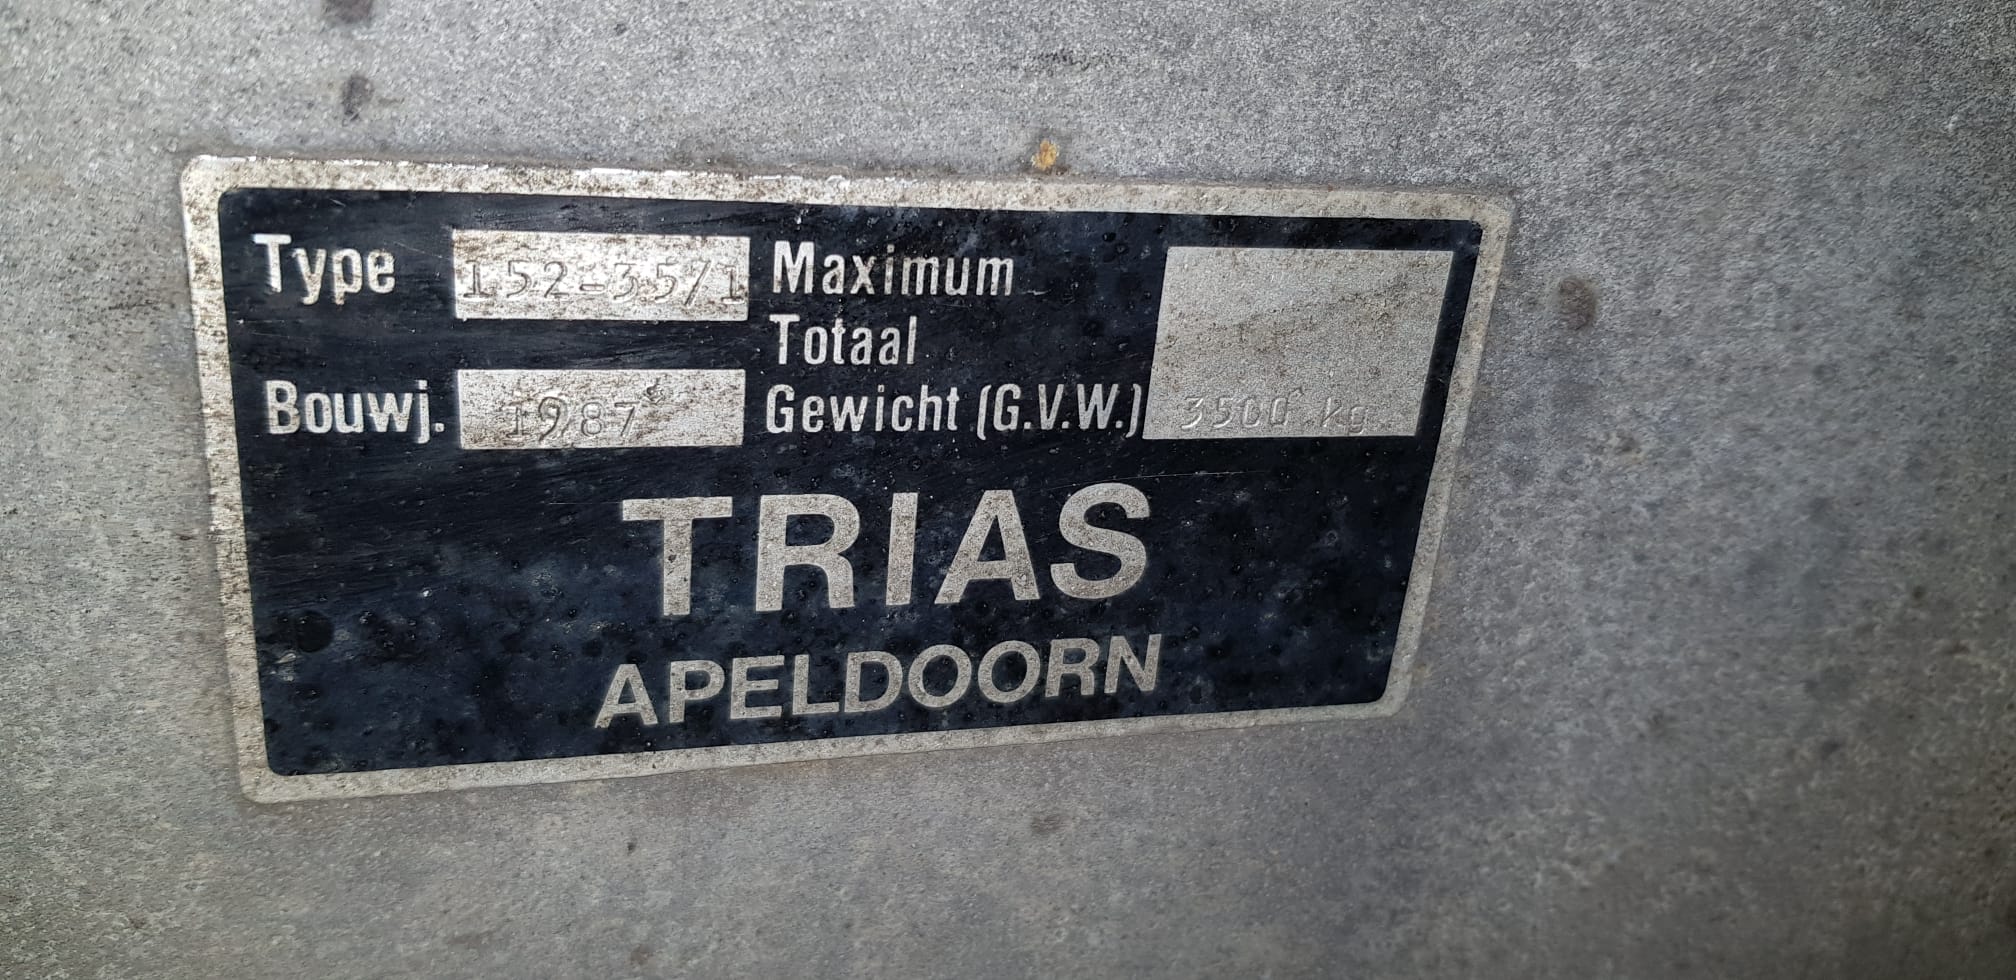 Type 152-35/1 Maximum
Totaal
Bouwj. 1987 Gewicht (G.V.W.) 3500 kg
TRIAS
APELDOORN